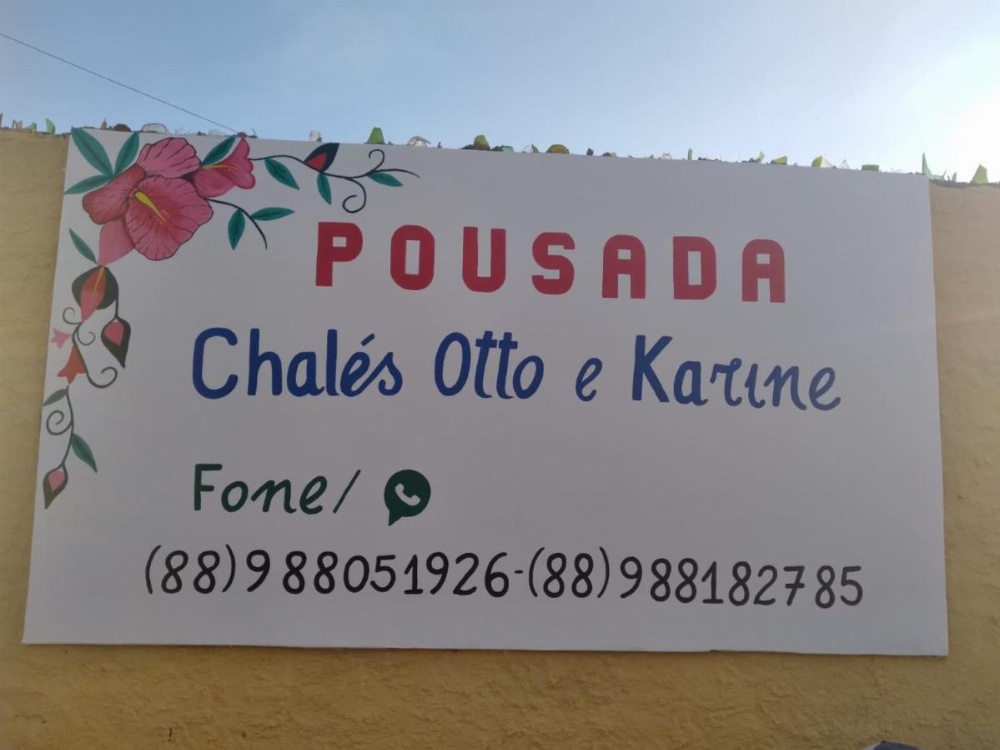 POUSADA
Chalés Otto e Karine
Fone/
(88)988051926-(88)988182785